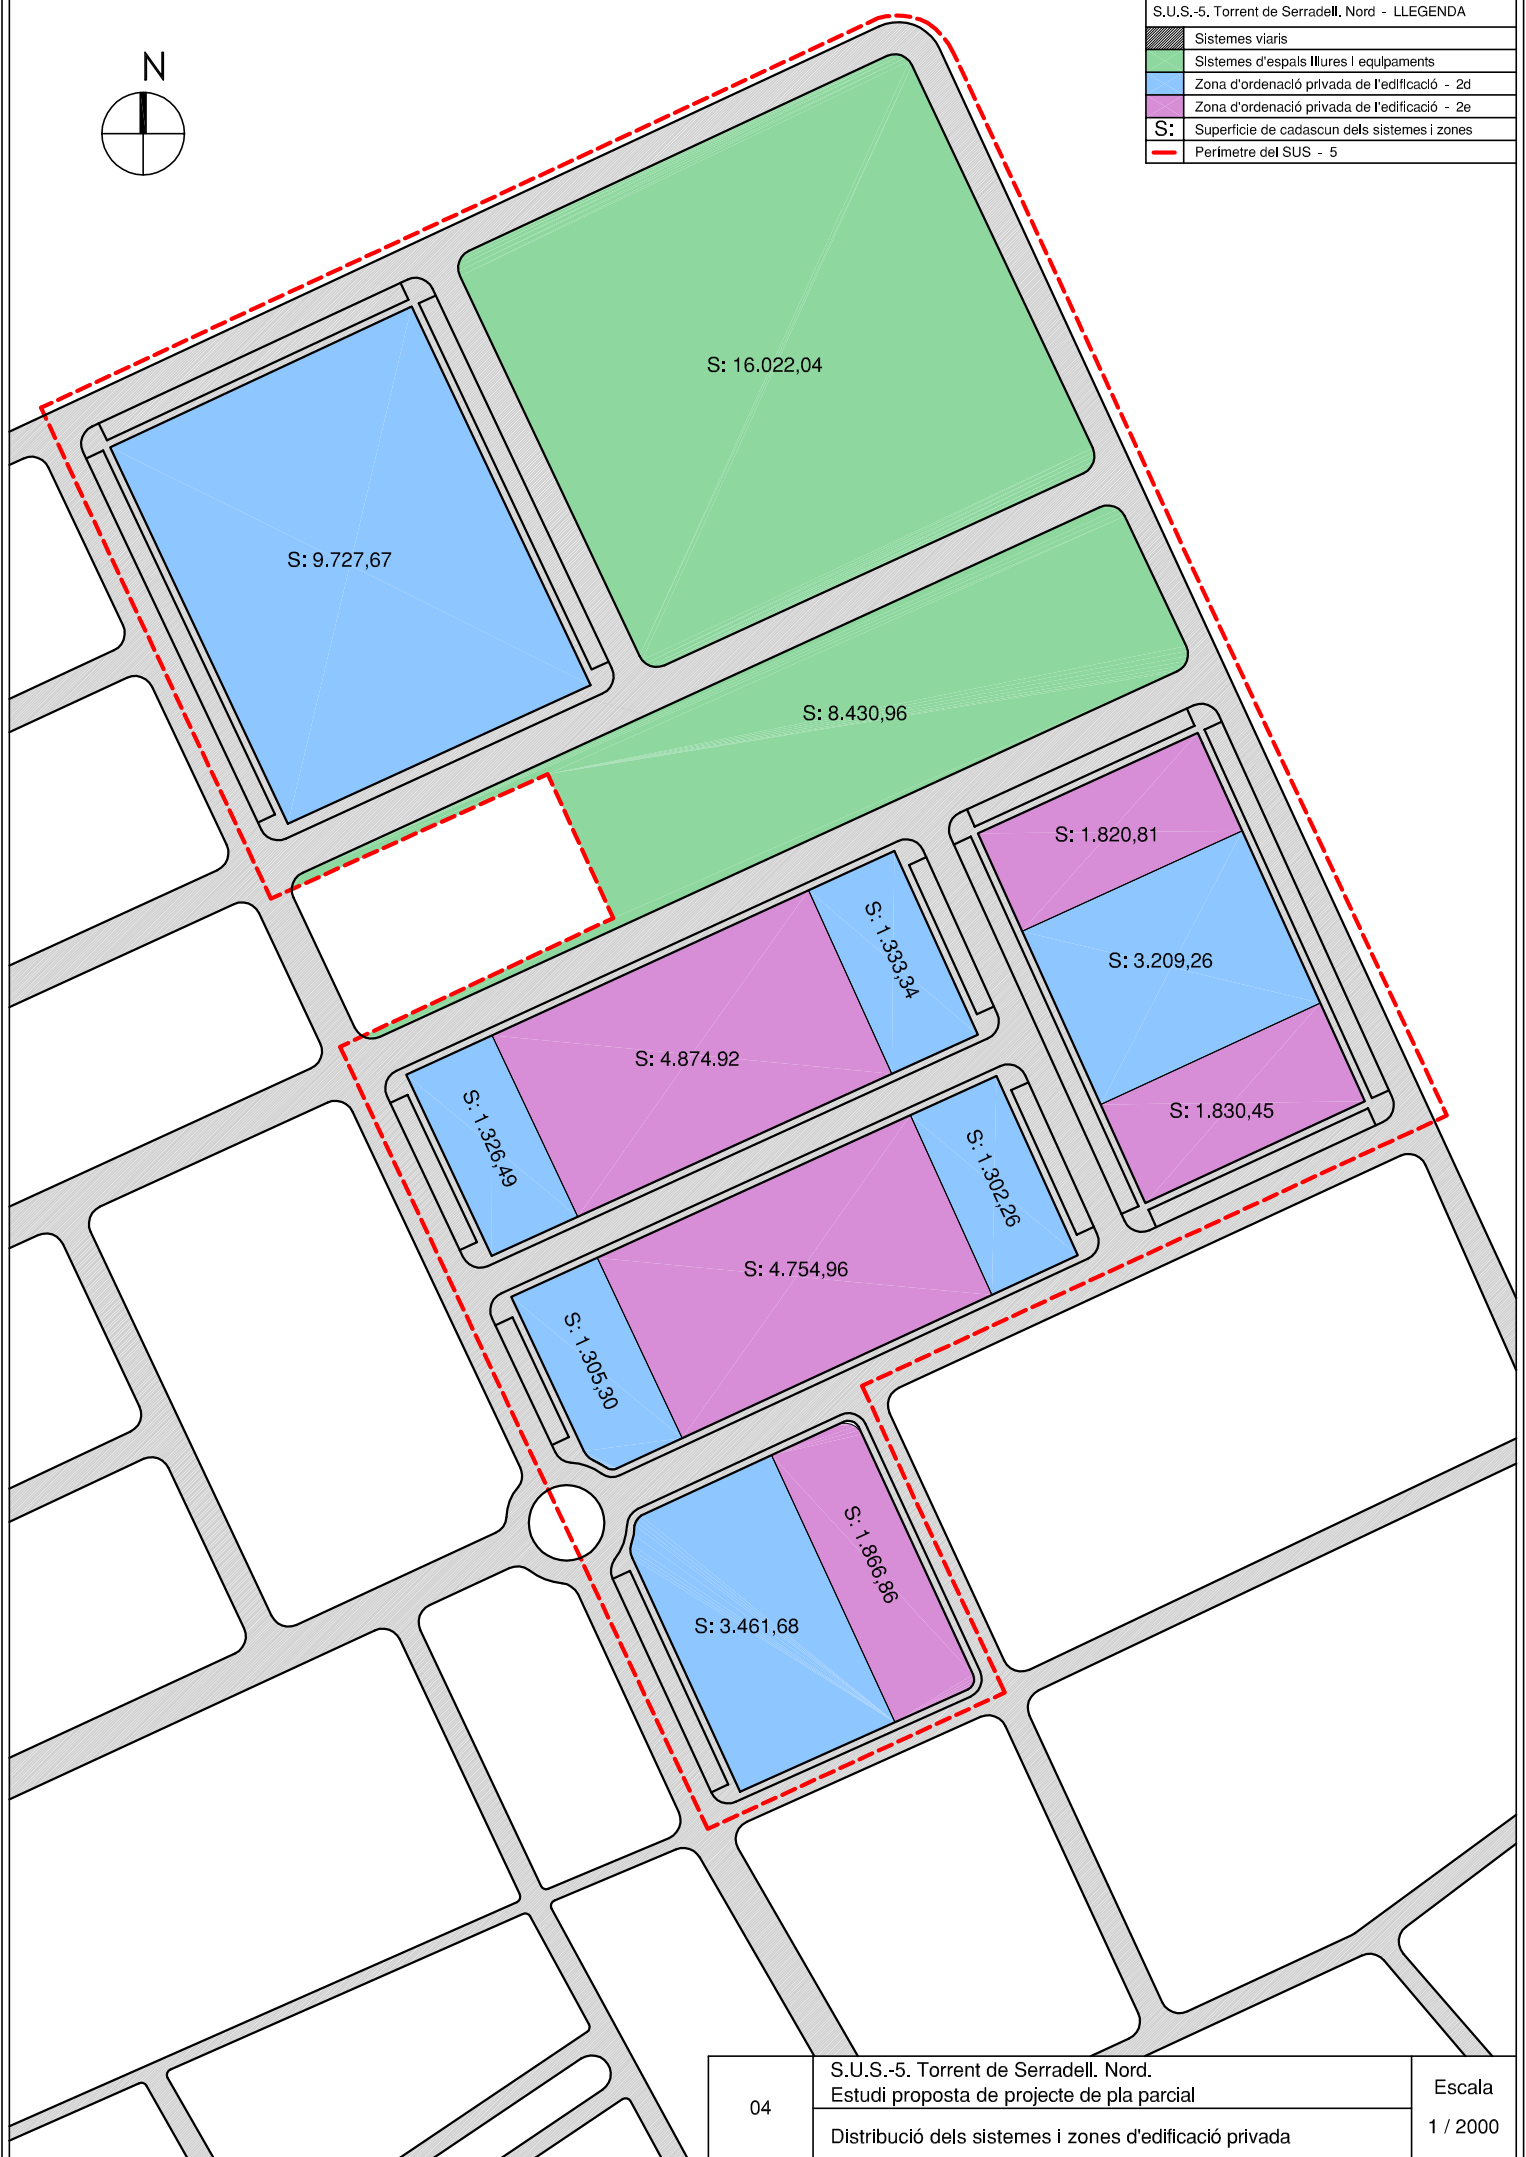 S.U.S.-5. Torrent de Serradell. Nord - LLEGENDA
Sistemes viaris
Sistemes d'espais lliures i equipaments
Zona d'ordenació privada de l'edificació - 2d
Zona d'ordenació privada de l'edificació - 2e
S: Superficie de cadascun dels sistemes i zones
Perímetre del SUS - 5
N
S: 16.022,04
S: 9.727,67
S: 8.430,96
S: 1.820,81
S: 1.333,34
S: 3.209,26
S: 4.874.92
S: 1.326,49
S: 1.830,45
S: 1.302,26
S: 4.754,96
S: 1.305,30
S: 1.866,86
S: 3.461,68
04
S.U.S.-5. Torrent de Serradell. Nord.
Estudi proposta de projecte de pla parcial
Distribució dels sistemes i zones d'edificació privada
Escala
1 / 2000